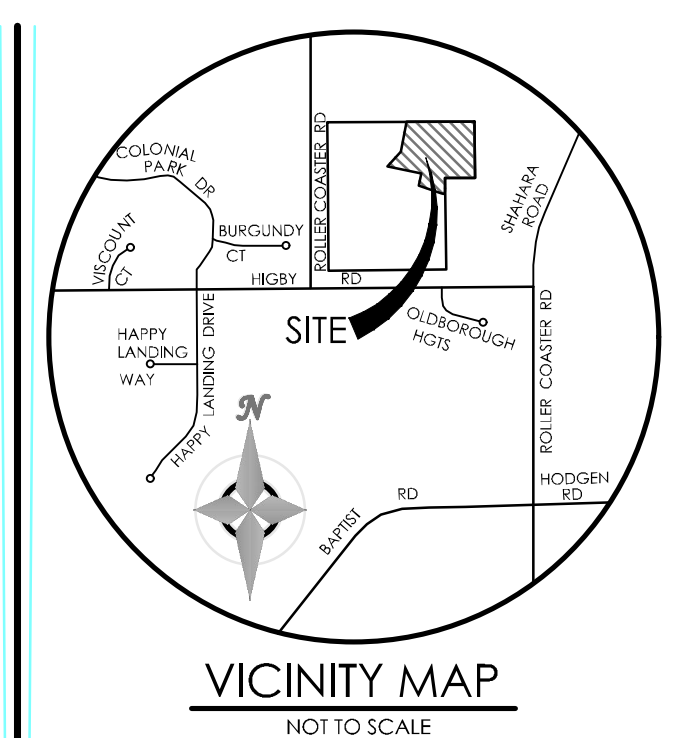 COLONIAL
PARK DR
ROLLER COASTER RD
SHAHARA
ROAD
VISCOUNT
CT
BURGUNDY
CT
HIGBY RD
SITE
OLDBOROUGH
HGTS
HAPPY
LANDING
WAY
HAPPY LANDING DRIVE
ROLLER COASTER RD
N
HODGEN
RD
BAPTIST RD
VICINITY MAP
NOT TO SCALE